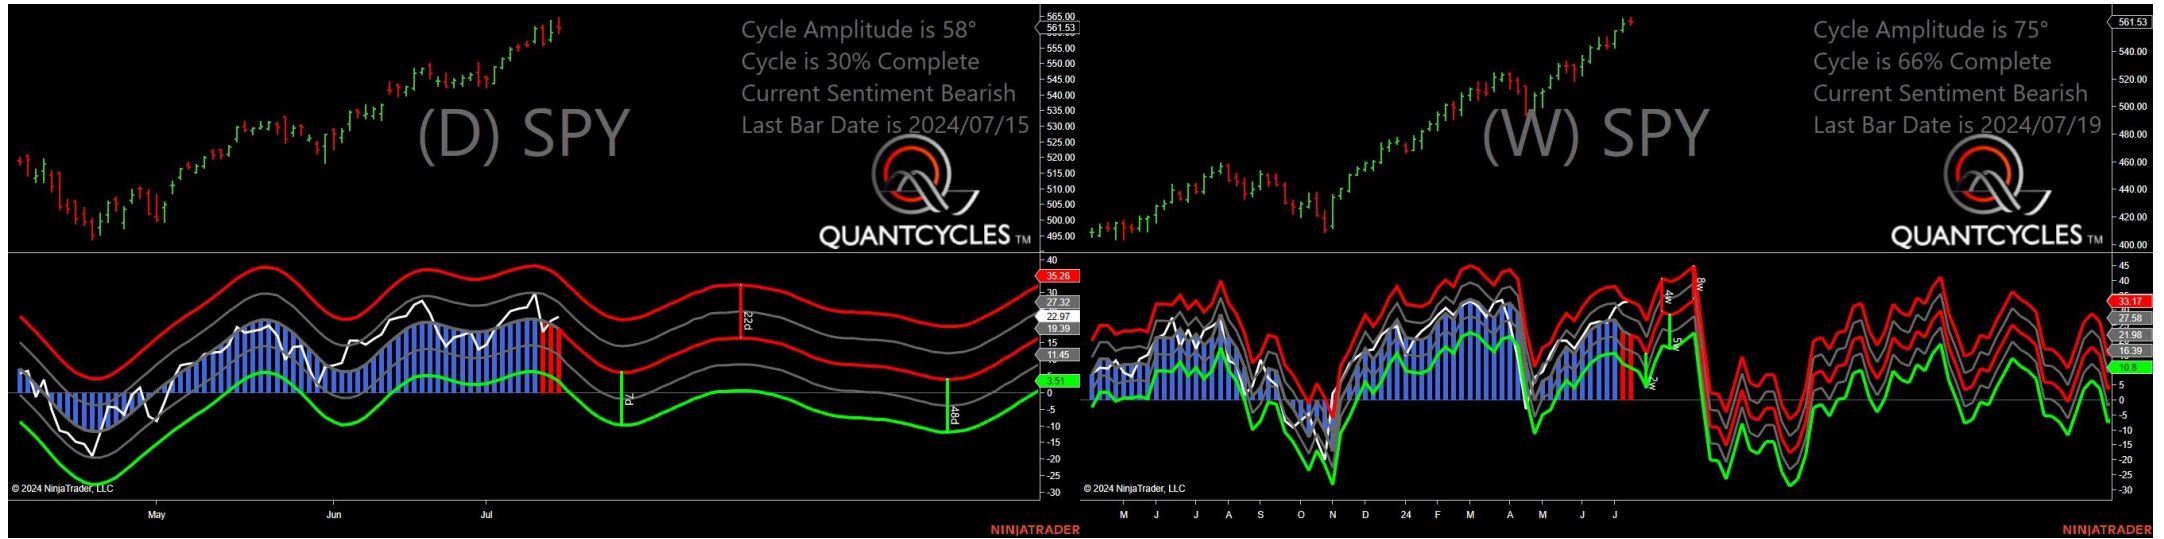 Cycle Amplitude is 58°
Cycle is 30% Complete
Current Sentiment Bearish
Last Bar Date is 2024/07/15
(D) SPY
QUANTCYCLES TM
565.00
561.53
555.00
550.00
545.00
540.00
535.00
530.00
525.00
520.00
515.00
510.00
505.00
500.00
495.00
40
35.26
30
27.32
22.97
19.39
15
11.45
3.51
0
-5
-10
-15
-20
-25
-30
22d
7d
48d
© 2024 NinjaTrader, LLC
May
Jun
Jul
NINJATRADER
Cycle Amplitude is 75°
Cycle is 66% Complete
Current Sentiment Bearish
Last Bar Date is 2024/07/19
(W) SPY
QUANTCYCLES TM
561.53
540.00
520.00
500.00
480.00
460.00
440.00
420.00
400.00
45
40
35
33.17
27.58
21.98
16.39
10.8
5
0
-5
-10
-15
-20
-25
-30
4w
8w
5w
2w
© 2024 NinjaTrader, LLC
M J J A S O N D 24 F M A M J J
NINJATRADER